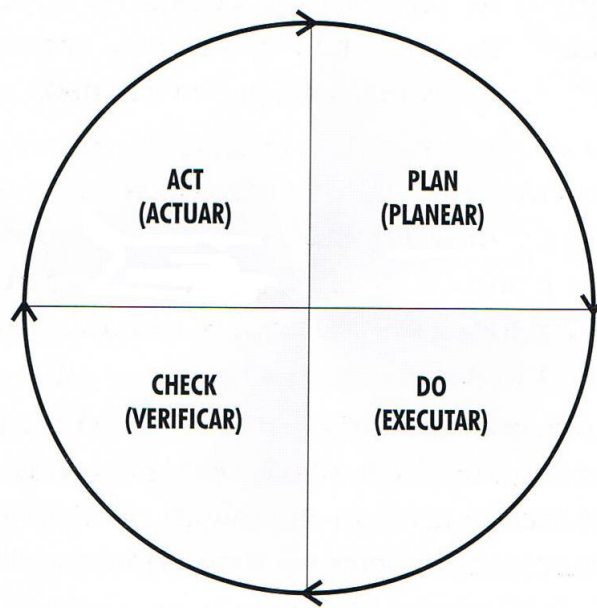 ACT
(ACTUAR)
PLAN
(PLANEAR)
CHECK
(VERIFICAR)
DO
(EXECUTAR)